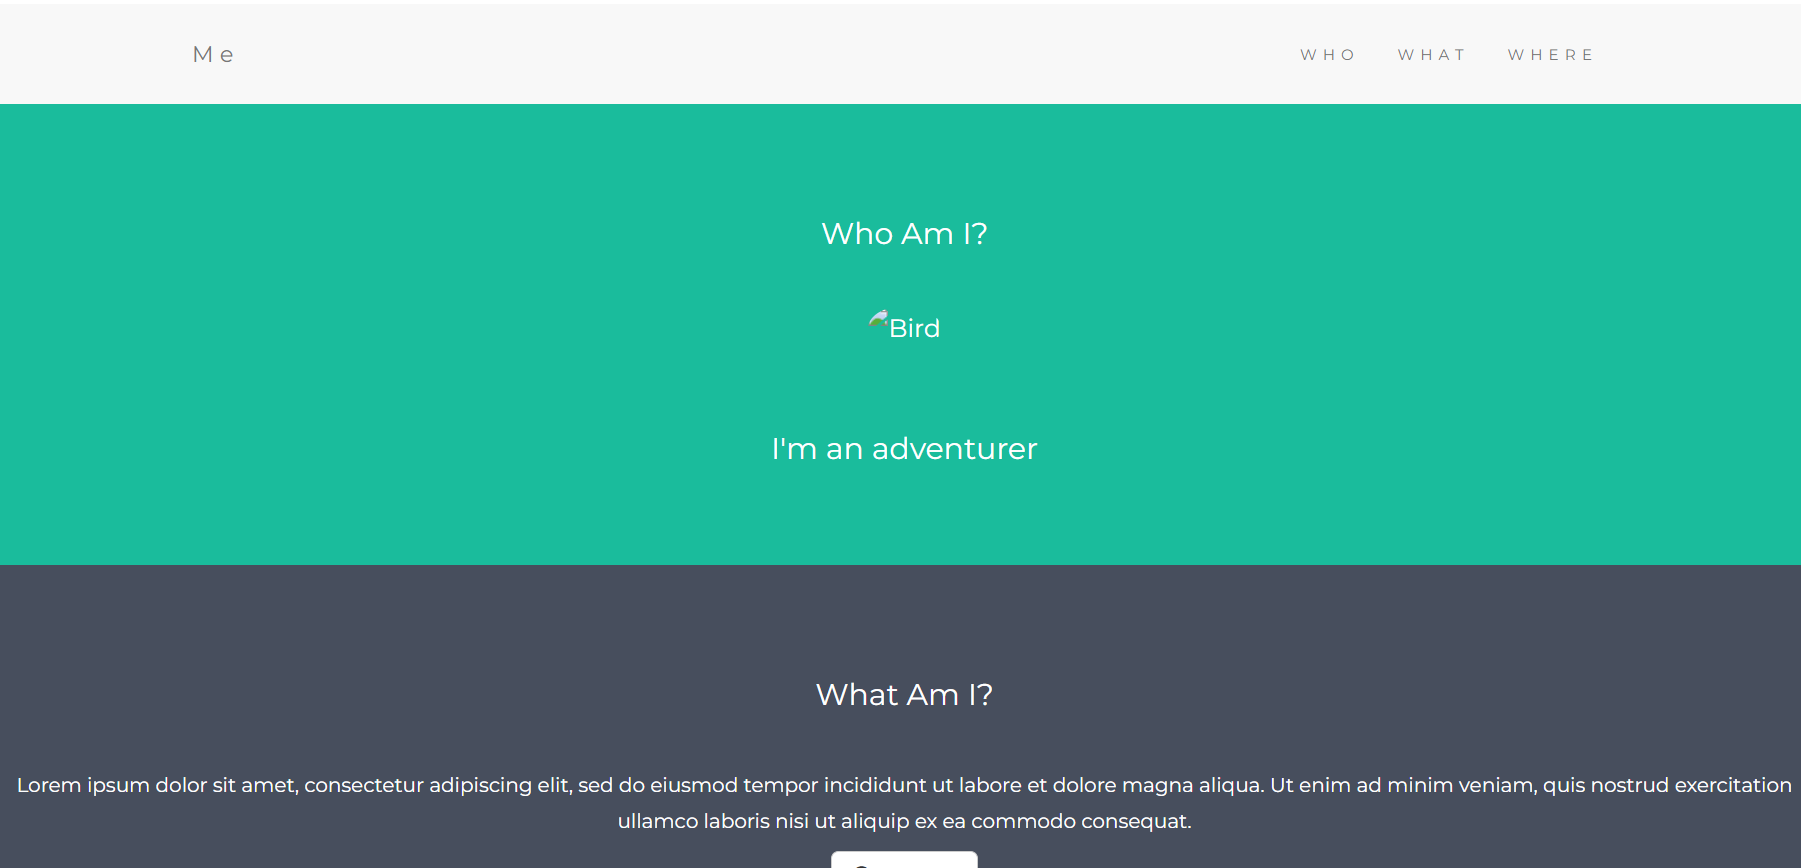 Me
WHO WHAT WHERE
Who Am I?
Bird
I'm an adventurer
What Am I?
Lorem ipsum dolor sit amet, consectetur adipiscing elit, sed do eiusmod tempor incididunt ut labore et dolore magna aliqua. Ut enim ad minim veniam, quis nostrud exercitation
ullamco laboris nisi ut aliquip ex ea commodo consequat.